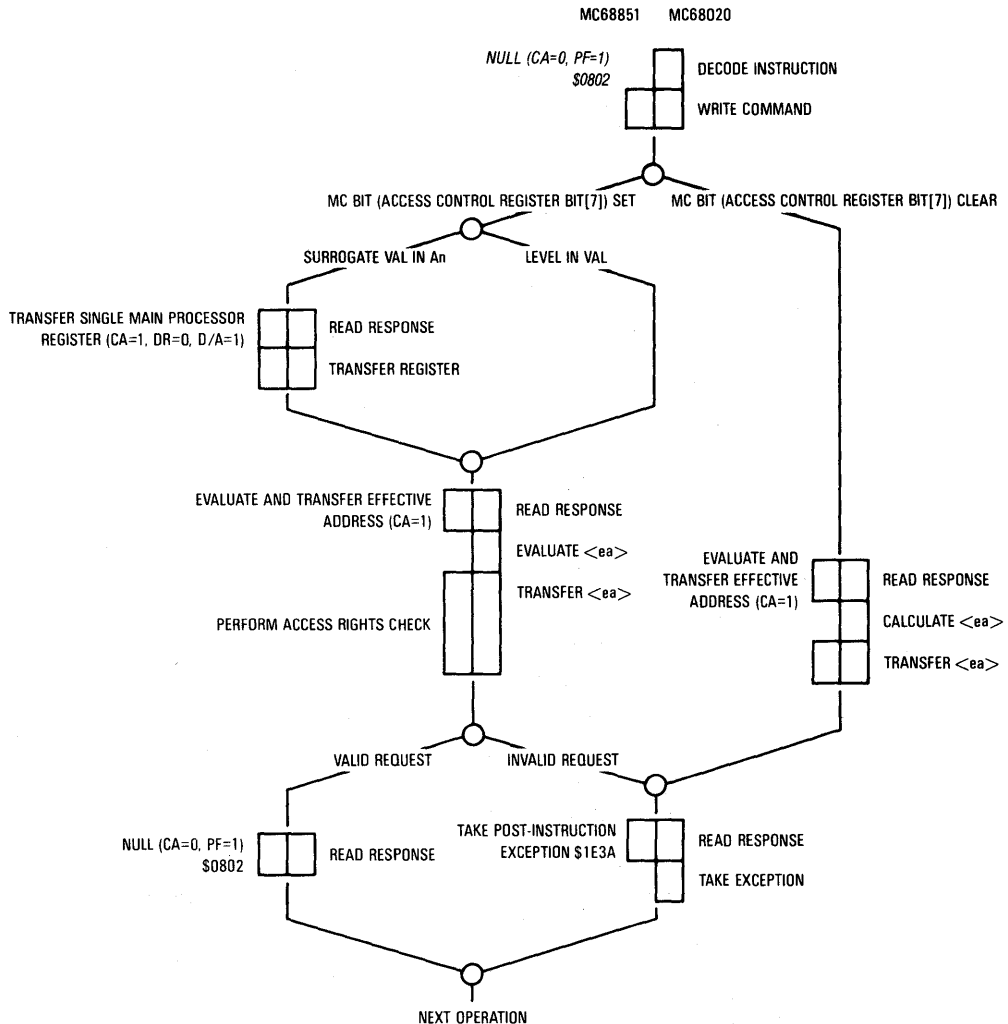 MC68851 MC68020
NULL (CA=0, PF=1)
$0802
DECODE INSTRUCTION
WRITE COMMAND
MC BIT (ACCESS CONTROL REGISTER BIT[7]) SET
MC BIT (ACCESS CONTROL REGISTER BIT[7]) CLEAR
SURROGATE VAL IN An
LEVEL IN VAL
TRANSFER SINGLE MAIN PROCESSOR
REGISTER (CA=1, DR=0, D/A=1)
READ RESPONSE
TRANSFER REGISTER
EVALUATE AND TRANSFER EFFECTIVE
ADDRESS (CA=1)
READ RESPONSE
EVALUATE <ea>
TRANSFER <ea>
PERFORM ACCESS RIGHTS CHECK
EVALUATE AND
TRANSFER EFFECTIVE
ADDRESS (CA=1)
READ RESPONSE
CALCULATE <ea>
TRANSFER <ea>
VALID REQUEST
INVALID REQUEST
NULL (CA=0, PF=1)
$0802
READ RESPONSE
TAKE POST-INSTRUCTION
EXCEPTION $1E3A
READ RESPONSE
TAKE EXCEPTION
NEXT OPERATION